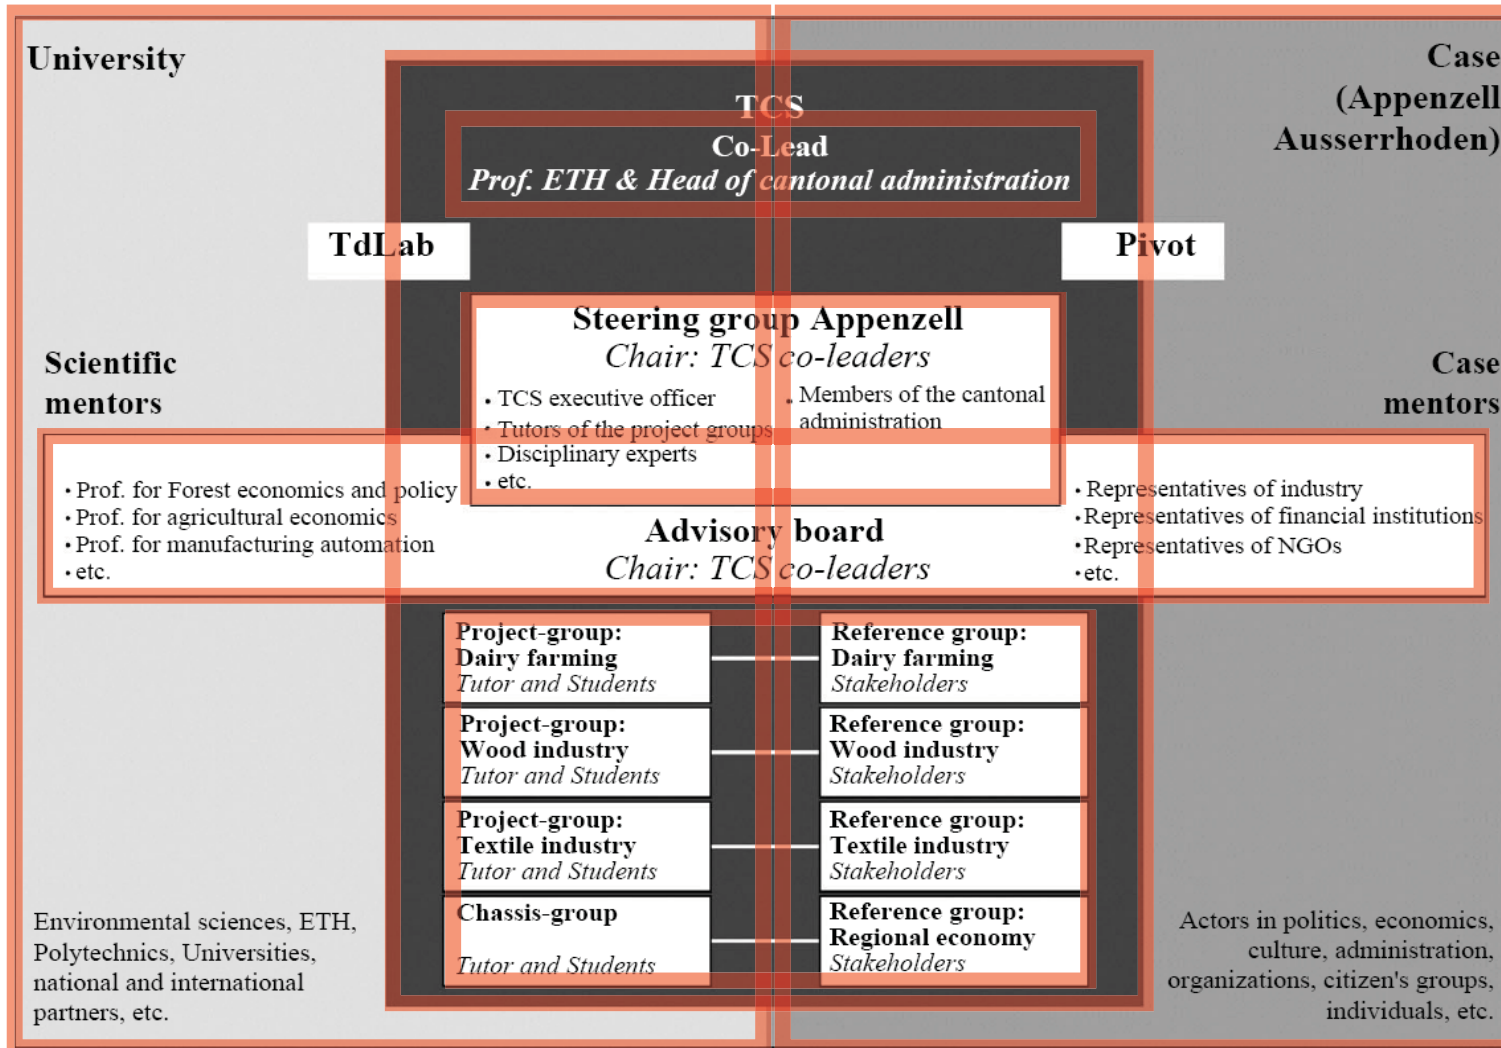 University
Case
(Appenzell
Ausserrhoden)
TCS
Co-Lead
Prof. ETH & Head of cantonal administration
TdLab
Pivot
Steering group Appenzell
Chair: TCS co-leaders
• TCS executive officer
• Tutors of the project groups
• Disciplinary experts
• etc.
• Members of the cantonal
administration
Scientific
mentors
Case
mentors
• Prof. for Forest economics and policy
• Prof. for agricultural economics
• Prof. for manufacturing automation
• etc.
• Representatives of industry
• Representatives of financial institutions
• Representatives of NGOs
• etc.
Advisory board
Chair: TCS co-leaders
Project-group:
Dairy farming
Tutor and Students
Reference group:
Dairy farming
Stakeholders
Project-group:
Wood industry
Tutor and Students
Reference group:
Wood industry
Stakeholders
Project-group:
Textile industry
Tutor and Students
Reference group:
Textile industry
Stakeholders
Chassis-group
Tutor and Students
Reference group:
Regional economy
Stakeholders
Environmental sciences, ETH,
Polytechnics, Universities,
national and international
partners, etc.
Actors in politics, economics,
culture, administration,
organizations, citizen's groups,
individuals, etc.